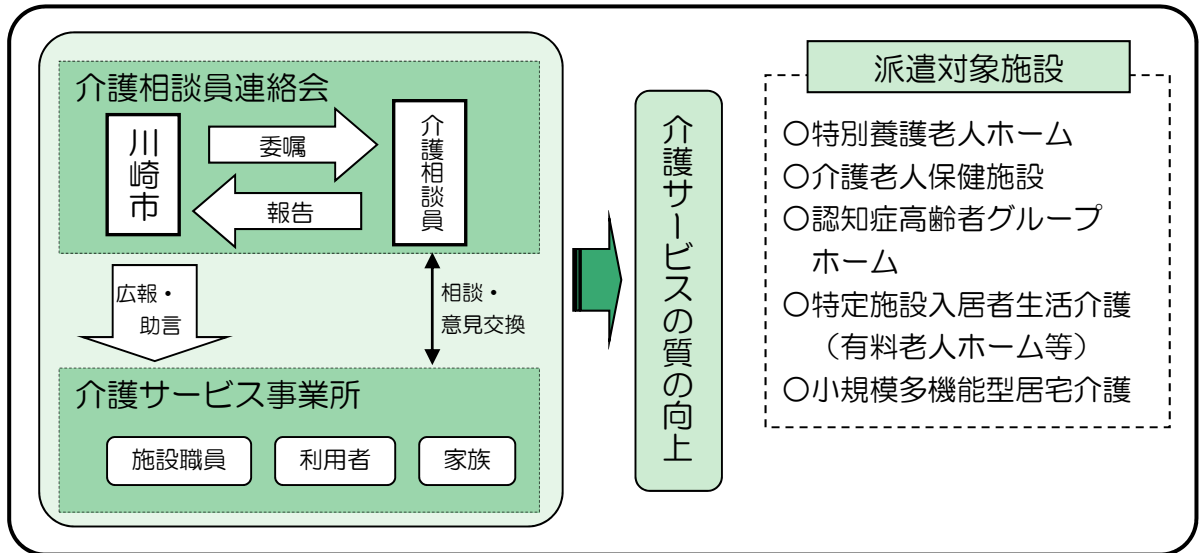 介護相談員連絡会
川崎市
委嘱
報告
介護相談員
広報・
助言
相談・
意見交換
介護サービス事業所
施設職員
利用者
家族
介護サービスの質の向上
派遣対象施設
〇特別養護老人ホーム
〇介護老人保健施設
〇認知症高齢者グループ
ホーム
〇特定施設入居者生活介護
（有料老人ホーム等）
〇小規模多機能型居宅介護